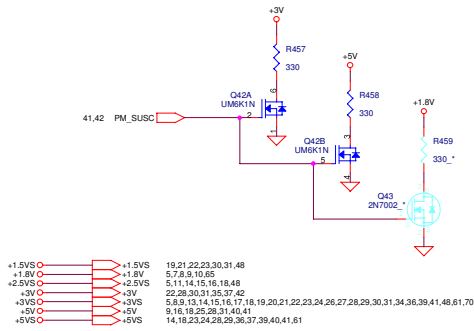 +3V
R457
330
+5V
Q42A
UM6K1N
6
2
1
41,42 PM_SUSC
R458
330
+1.8V
Q42B
UM6K1N
3
5
4
R459
330_*
Q43
2N7002_*
+1.5VS +1.5VS 19,21,22,23,30,31,48
+1.8V +1.8V 5,7,8,9,10,65
+2.5VS +2.5VS 5,11,14,15,16,18,48
+3V +3V 22,28,30,31,35,37,42
+3VS +3VS 5,8,9,13,14,15,16,17,18,19,20,21,22,23,24,26,27,28,29,30,31,34,36,39,41,48,61,70
+5V +5V 9,16,18,25,28,31,40,41
+5VS +5VS 14,18,23,24,28,29,36,37,39,40,41,61